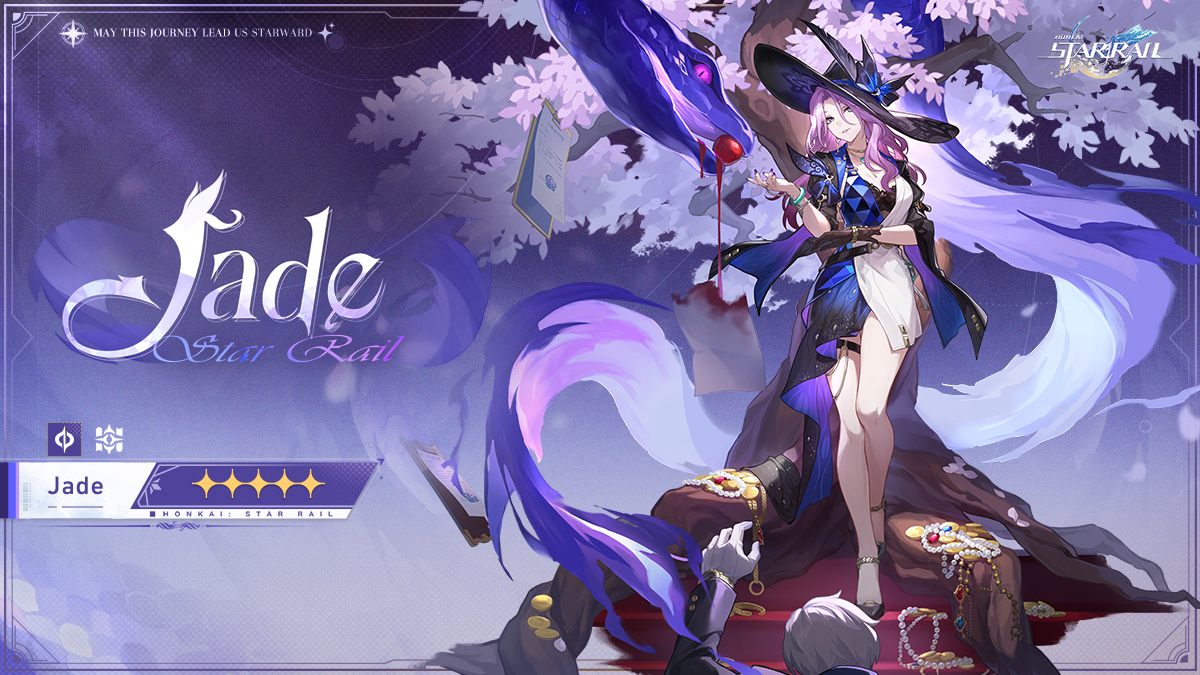 MAY THIS JOURNEY LEAD US STARWARD
HONKAI:
STAR RAIL
Jade
Star Rail
Jade
HONKAI: STAR RAIL